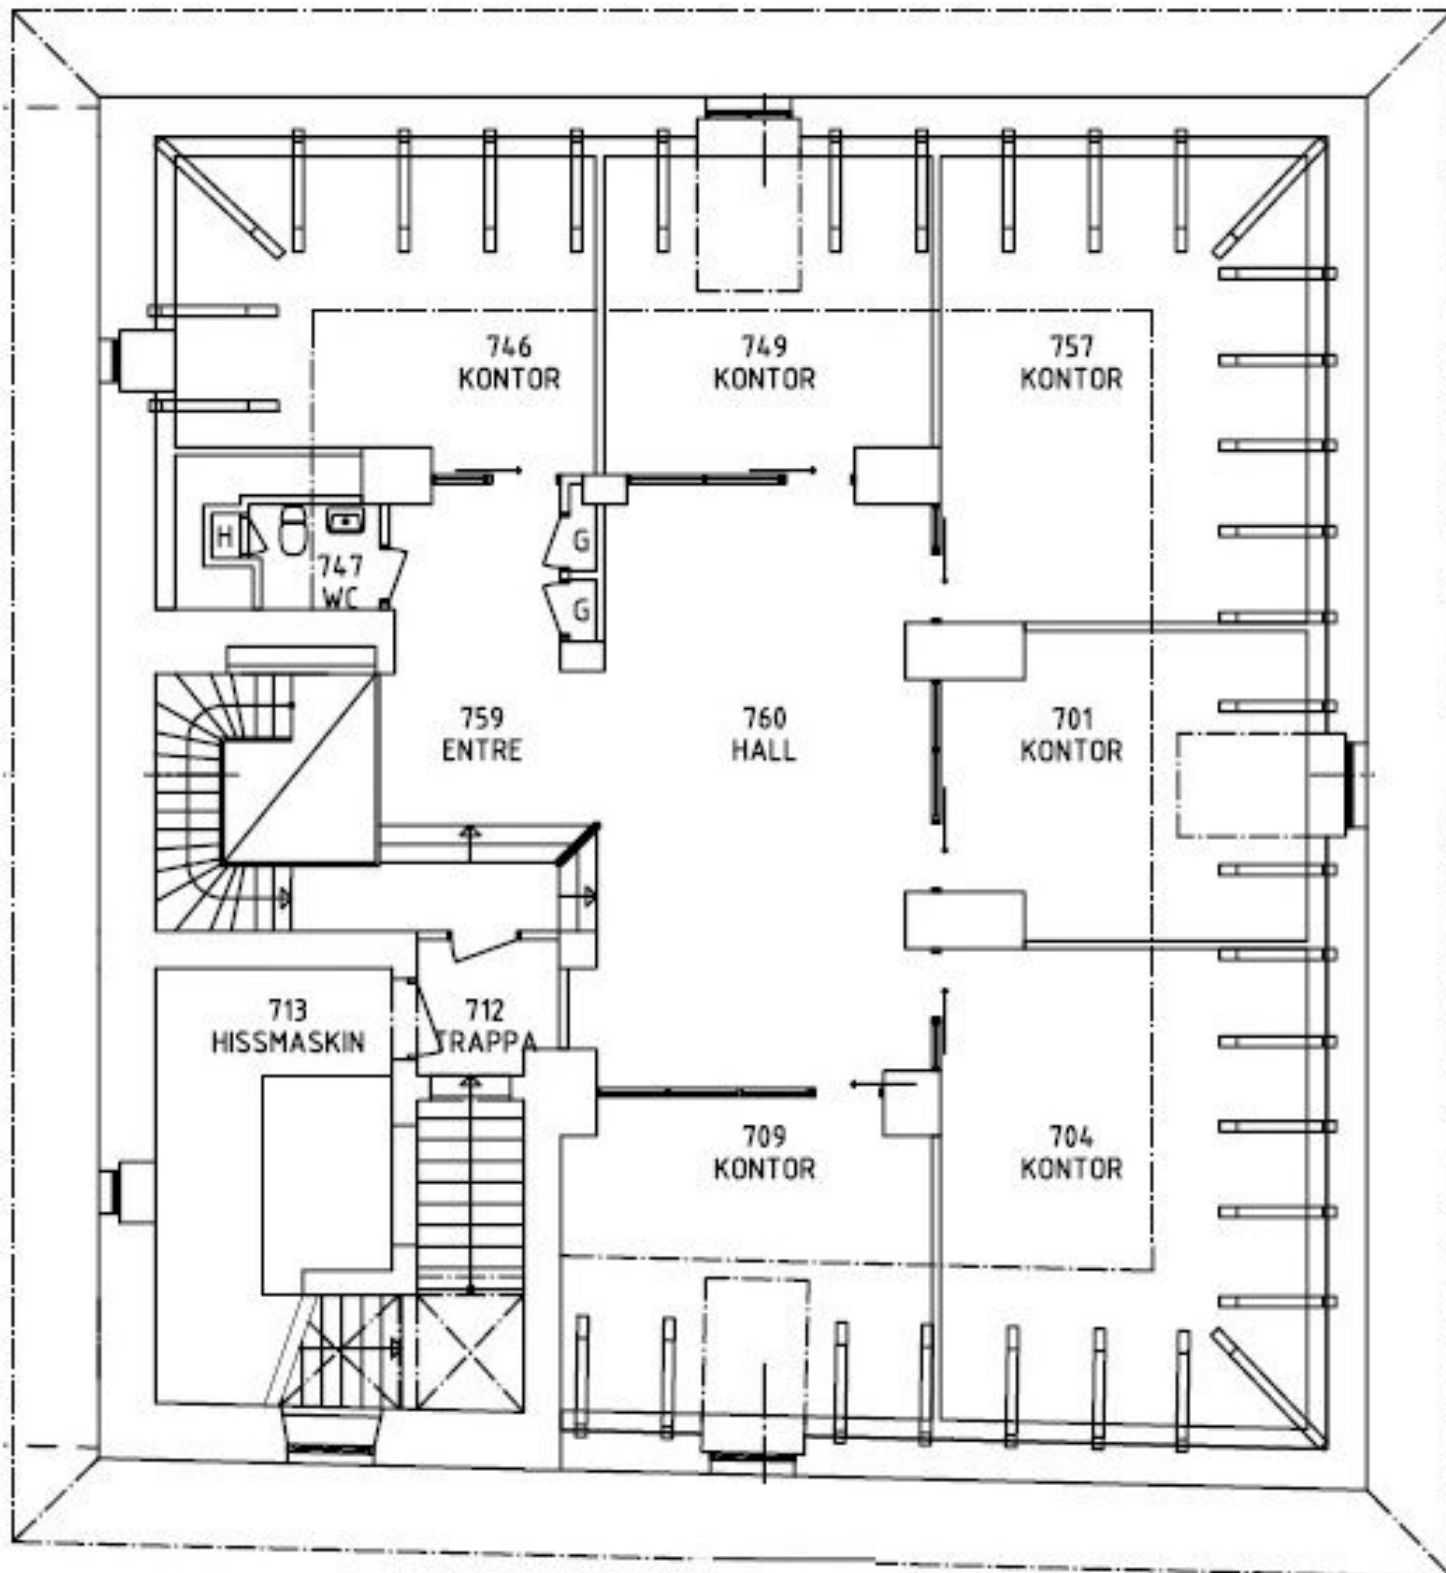 746
KONTOR
749
KONTOR
757
KONTOR
H
747
WC
G
G
759
ENTRE
760
HALL
701
KONTOR
713
HISSMASKIN
712
TRAPPA
709
KONTOR
704
KONTOR